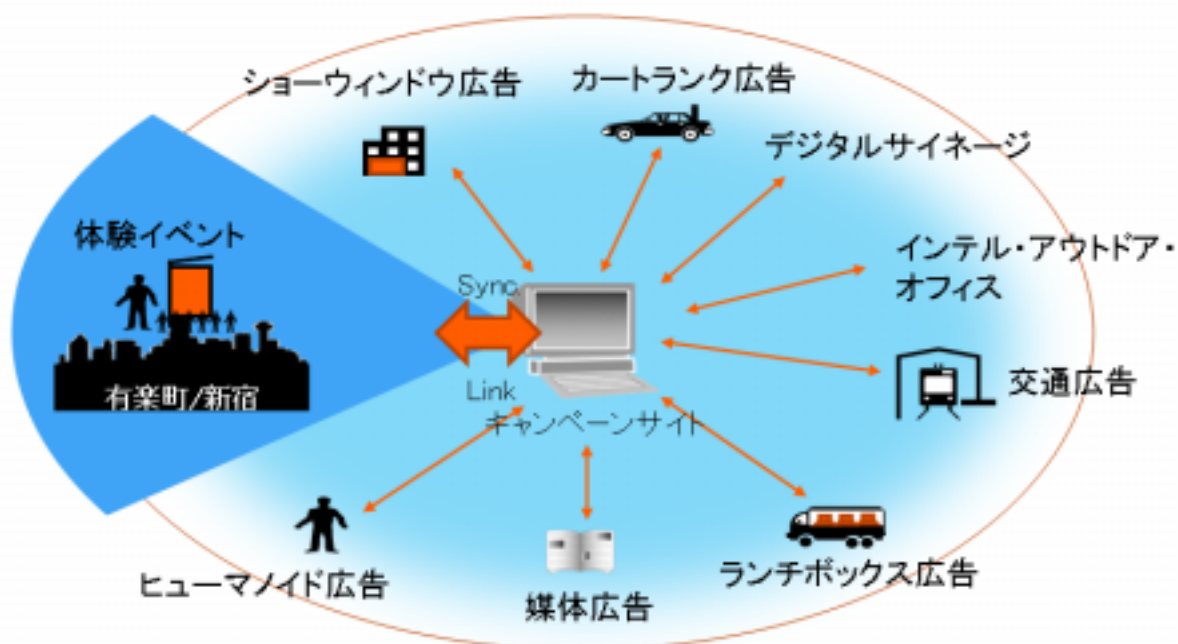 ショーウィンドウ広告
カートランク広告
デジタルサイネージ
体験イベント
インテル・アウトドア・
オフィス
Sync
有楽町/新宿
Link
キャンペーンサイト
交通広告
ヒューマノイド広告
媒体広告
ランチボックス広告